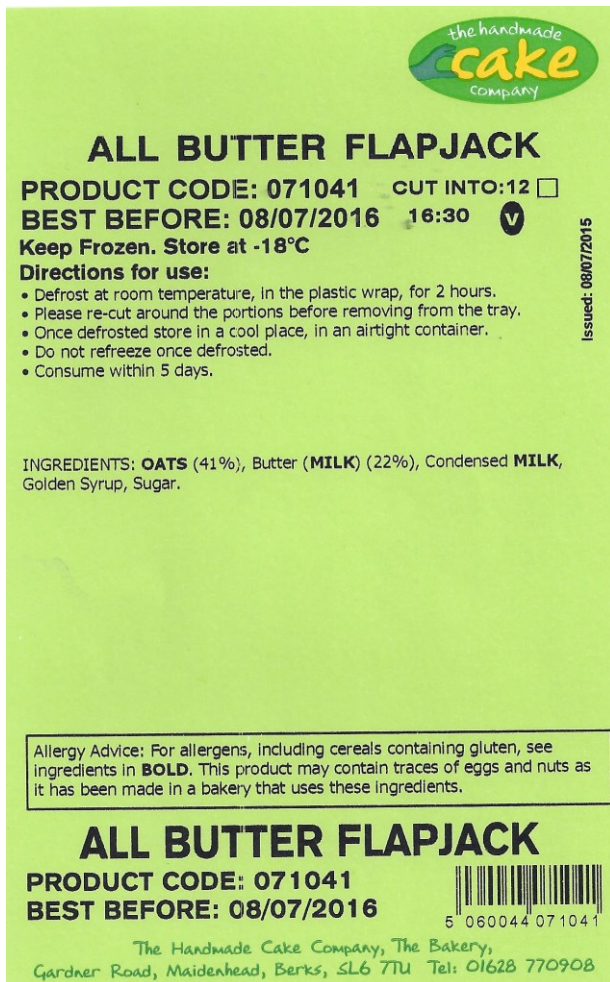 the handmade
cake
company
ALL BUTTER FLAPJACK
PRODUCT CODE: 071041 CUT INTO:12
BEST BEFORE: 08/07/2016 16:30 V
Keep Frozen. Store at -18°C
Issued: 08/07/2015
Directions for use:
• Defrost at room temperature, in the plastic wrap, for 2 hours.
• Please re-cut around the portions before removing from the tray.
• Once defrosted store in a cool place, in an airtight container.
• Do not refreeze once defrosted.
• Consume within 5 days.
INGREDIENTS: OATS (41%), Butter (MILK) (22%), Condensed MILK,
Golden Syrup, Sugar.
Allergy Advice: For allergens, including cereals containing gluten, see
ingredients in BOLD. This product may contain traces of eggs and nuts as
it has been made in a bakery that uses these ingredients.
ALL BUTTER FLAPJACK
PRODUCT CODE: 071041
BEST BEFORE: 08/07/2016
5 060044 071041
The Handmade Cake Company, The Bakery,
Gardner Road, Maidenhead, Berks, SL6 7TU Tel: 01628 770908